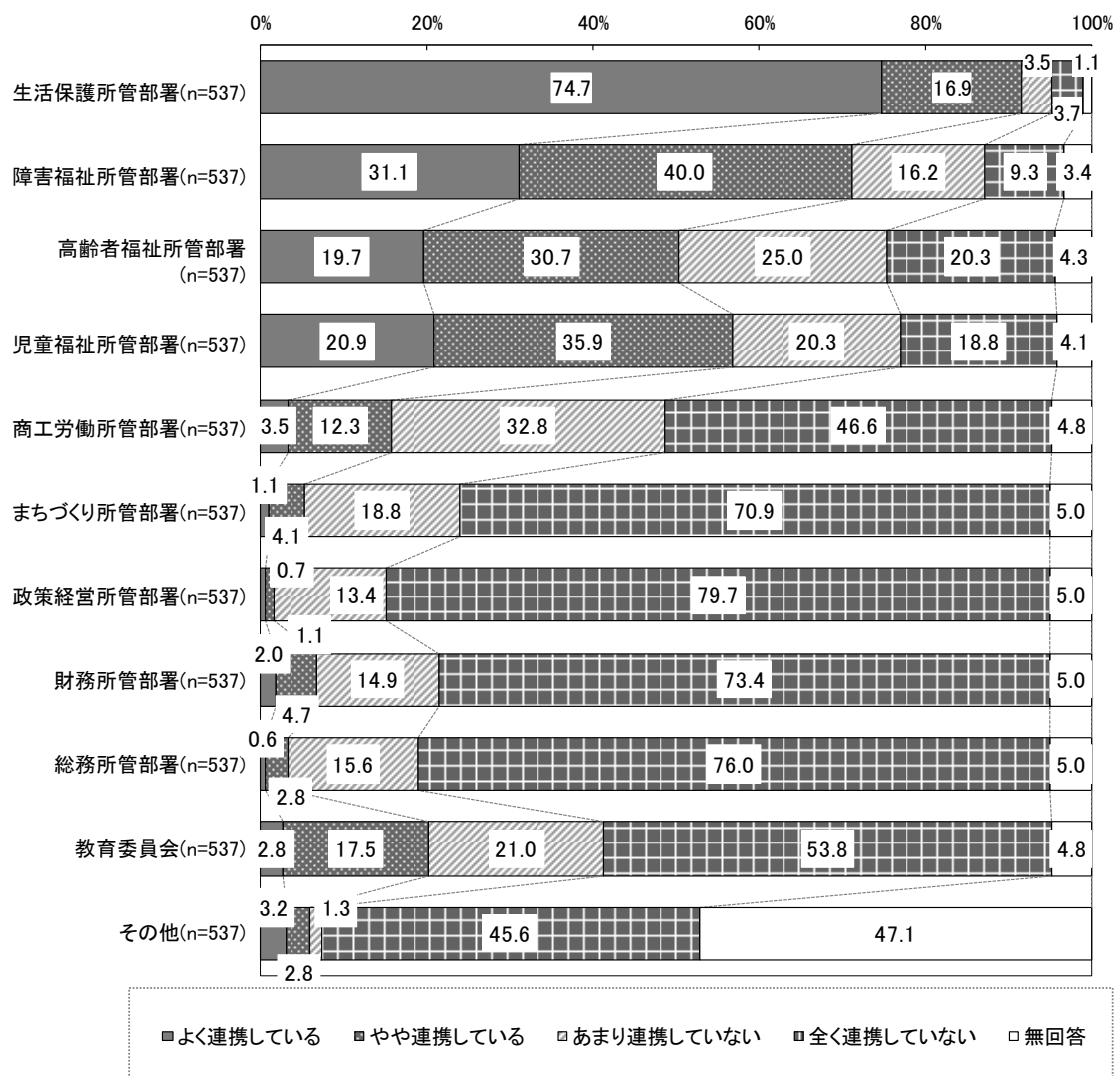 0% 20% 40% 60% 80% 100%
生活保護所管部署(n=537) 74.7 16.9 3.5 3.7 1.1
障害福祉所管部署(n=537) 31.1 40.0 16.2 9.3 3.4
高齢者福祉所管部署
(n=537) 19.7 30.7 25.0 20.3 4.3
児童福祉所管部署(n=537) 20.9 35.9 20.3 18.8 4.1
商工労働所管部署(n=537) 3.5 12.3 32.8 46.6 4.8
まちづくり所管部署(n=537) 1.1 4.1 18.8 70.9 5.0
政策経営所管部署(n=537) 0.7 1.1 13.4 79.7 5.0
財務所管部署(n=537) 2.0 4.7 14.9 73.4 5.0
総務所管部署(n=537) 0.6 2.8 15.6 76.0 5.0
教育委員会(n=537) 2.8 17.5 21.0 53.8 4.8
その他(n=537) 3.2 2.8 1.3 45.6 47.1
よく連携している やや連携している あまり連携していない 全く連携していない 無回答